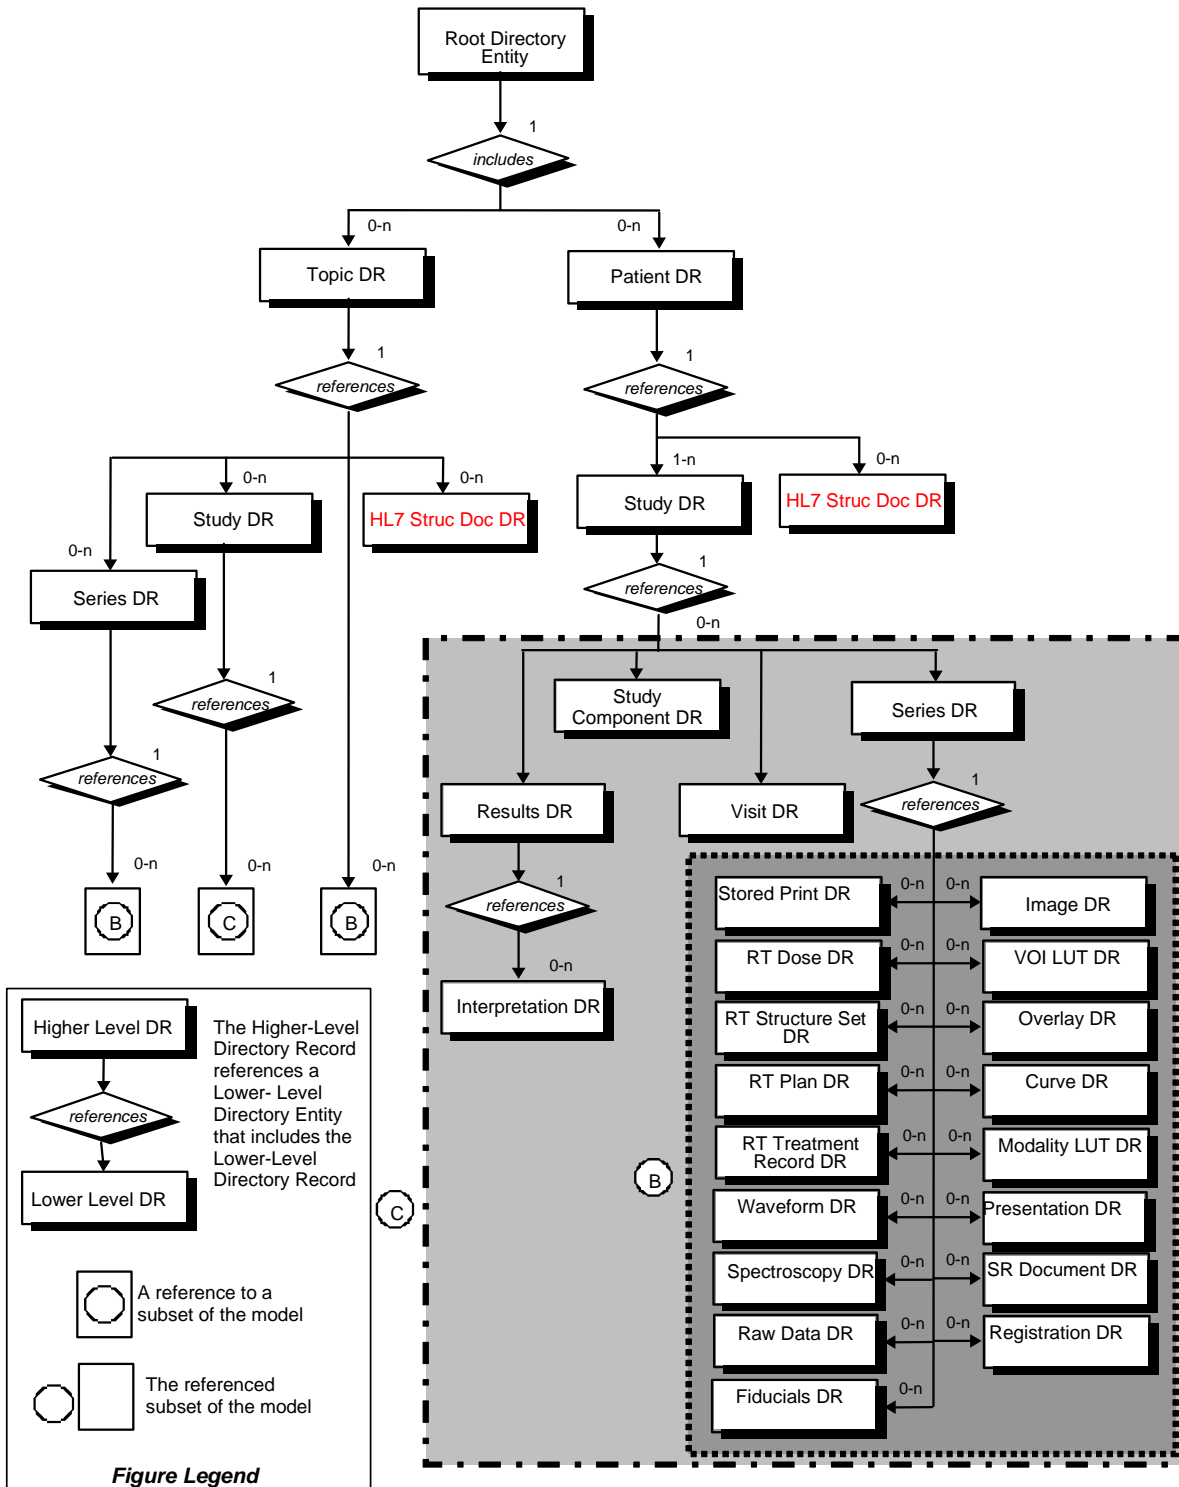 Root Directory
Entity
1
includes
0-n
0-n
Topic DR
Patient DR
1
references
1
references
0-n
0-n
1-n
0-n
Study DR
HL7 Struc Doc DR
Study DR
HL7 Struc Doc DR
0-n
Series DR
1
references
0-n
1
references
Study
Component DR
Series DR
1
references
1
references
Results DR
Visit DR
0-n
0-n
0-n
B
C
B
1
references
0-n
Interpretation DR
Stored Print DR
0-n
0-n
Image DR
RT Dose DR
0-n
0-n
VOI LUT DR
RT Structure Set
DR
0-n
0-n
Overlay DR
RT Plan DR
0-n
0-n
Curve DR
RT Treatment
Record DR
0-n
0-n
Modality LUT DR
B
Waveform DR
0-n
0-n
Presentation DR
C
Spectroscopy DR
0-n
0-n
SR Document DR
Raw Data DR
0-n
0-n
Registration DR
Fiducials DR
0-n
Higher Level DR
references
Lower Level DR
The Higher-Level
Directory Record
references a
Lower- Level
Directory Entity
that includes the
Lower-Level
Directory Record
A reference to a
subset of the model
The referenced
subset of the model
Figure Legend